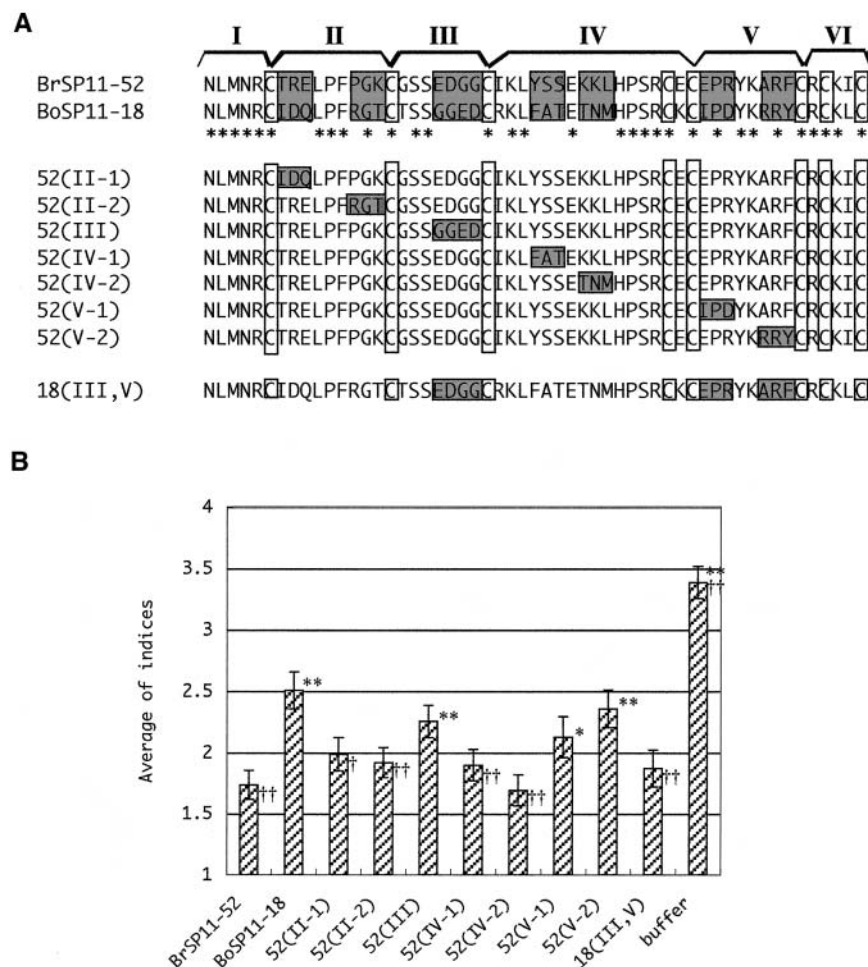 A
I II III IV V VI
BrSP11-52 NLMNRCTRELPFPGKCGSSEDGGCIKLYSSEKKLHPSRCECEPRYKARFCRCKIC
BoSP11-18 NLMNRCIDQLPFRGTCTSSGGEDCIKLFATETNMHPSRCECIPDYKARRYCRCKIC
****** *** * * ** * ** * ***** * * ** * **** *
52(II-1) NLMNRCIDQLPFPGKCGSSEDGGCIKLYSSEKKLHPSRCECEPRYKARFCRCKIC
52(II-2) NLMNRCTRELPFRGTCGSSEDGGCIKLYSSEKKLHPSRCECEPRYKARFCRCKIC
52(III) NLMNRCTRELPFPGKCGSSGGEDCIKLYSSEKKLHPSRCECEPRYKARFCRCKIC
52(IV-1) NLMNRCTRELPFPGKCGSSEDGGCIKLFATEKKLHPSRCECEPRYKARFCRCKIC
52(IV-2) NLMNRCTRELPFPGKCGSSEDGGCIKLYSSETNMHPSRCECEPRYKARFCRCKIC
52(V-1) NLMNRCTRELPFPGKCGSSEDGGCIKLYSSEKKLHPSRCECIPDYKARFCRCKIC
52(V-2) NLMNRCTRELPFPGKCGSSEDGGCIKLYSSEKKLHPSRCECEPRYKRRYCRCKIC
18(III,V) NLMNRCIDQLPFRGTCTSSEDGGCRKLFATETNMHPSRCKCEPRYKARFCRCKLC
B
Average of indices
4
3.5
3
2.5
2
1.5
1
††
**
†
††
**
††
††
*
**
††
**
††
BrSP11-52
BoSP11-18
52(II-1)
52(II-2)
52(III)
52(IV-1)
52(IV-2)
52(V-1)
52(V-2)
18(III,V)
buffer